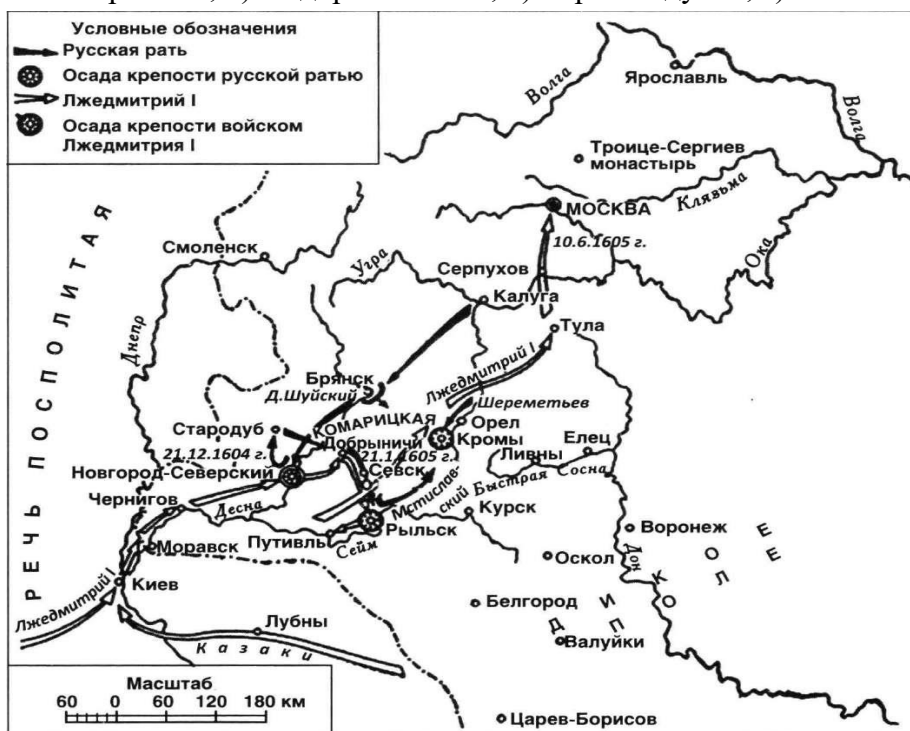 Условные обозначения
Русская рать
Осада крепости русской ратью
Лжедмитрий I
Осада крепости войском
Лжедмитрия I
Ярославль
Волга
Волга
Троице-Сергиев
монастырь
Клявьма
МОСКВА
10.6.1605 г.
Ока
РЕЧЬ ПОСПОЛИТАЯ
Смоленск
Угра
Серпухов
Калуга
Днепр
Тула
Лжедмитрий I
Брянск
Д.Шуйский
Шереметьев
КОМАРИЦКАЯ
Орел
Стародуб
Добрыничи
Кромы
Елец
21.12.1604 г.
21.1.1605 г.
Ливны
Новгород-Северский
Севск
Быстрая Сосна
Мстиславский
Чернигов
Десна
Курск
Рыльск
Воронеж
Путивль
Сейм
Моравск
Оскол
Дон
ДИКОЕ ПОЛЕ
Лжедмитрий I
Киев
Белгород
Лубны
Валуйки
Казаки
Масштаб
60 0 60 120 180 км
Царев-Борисов